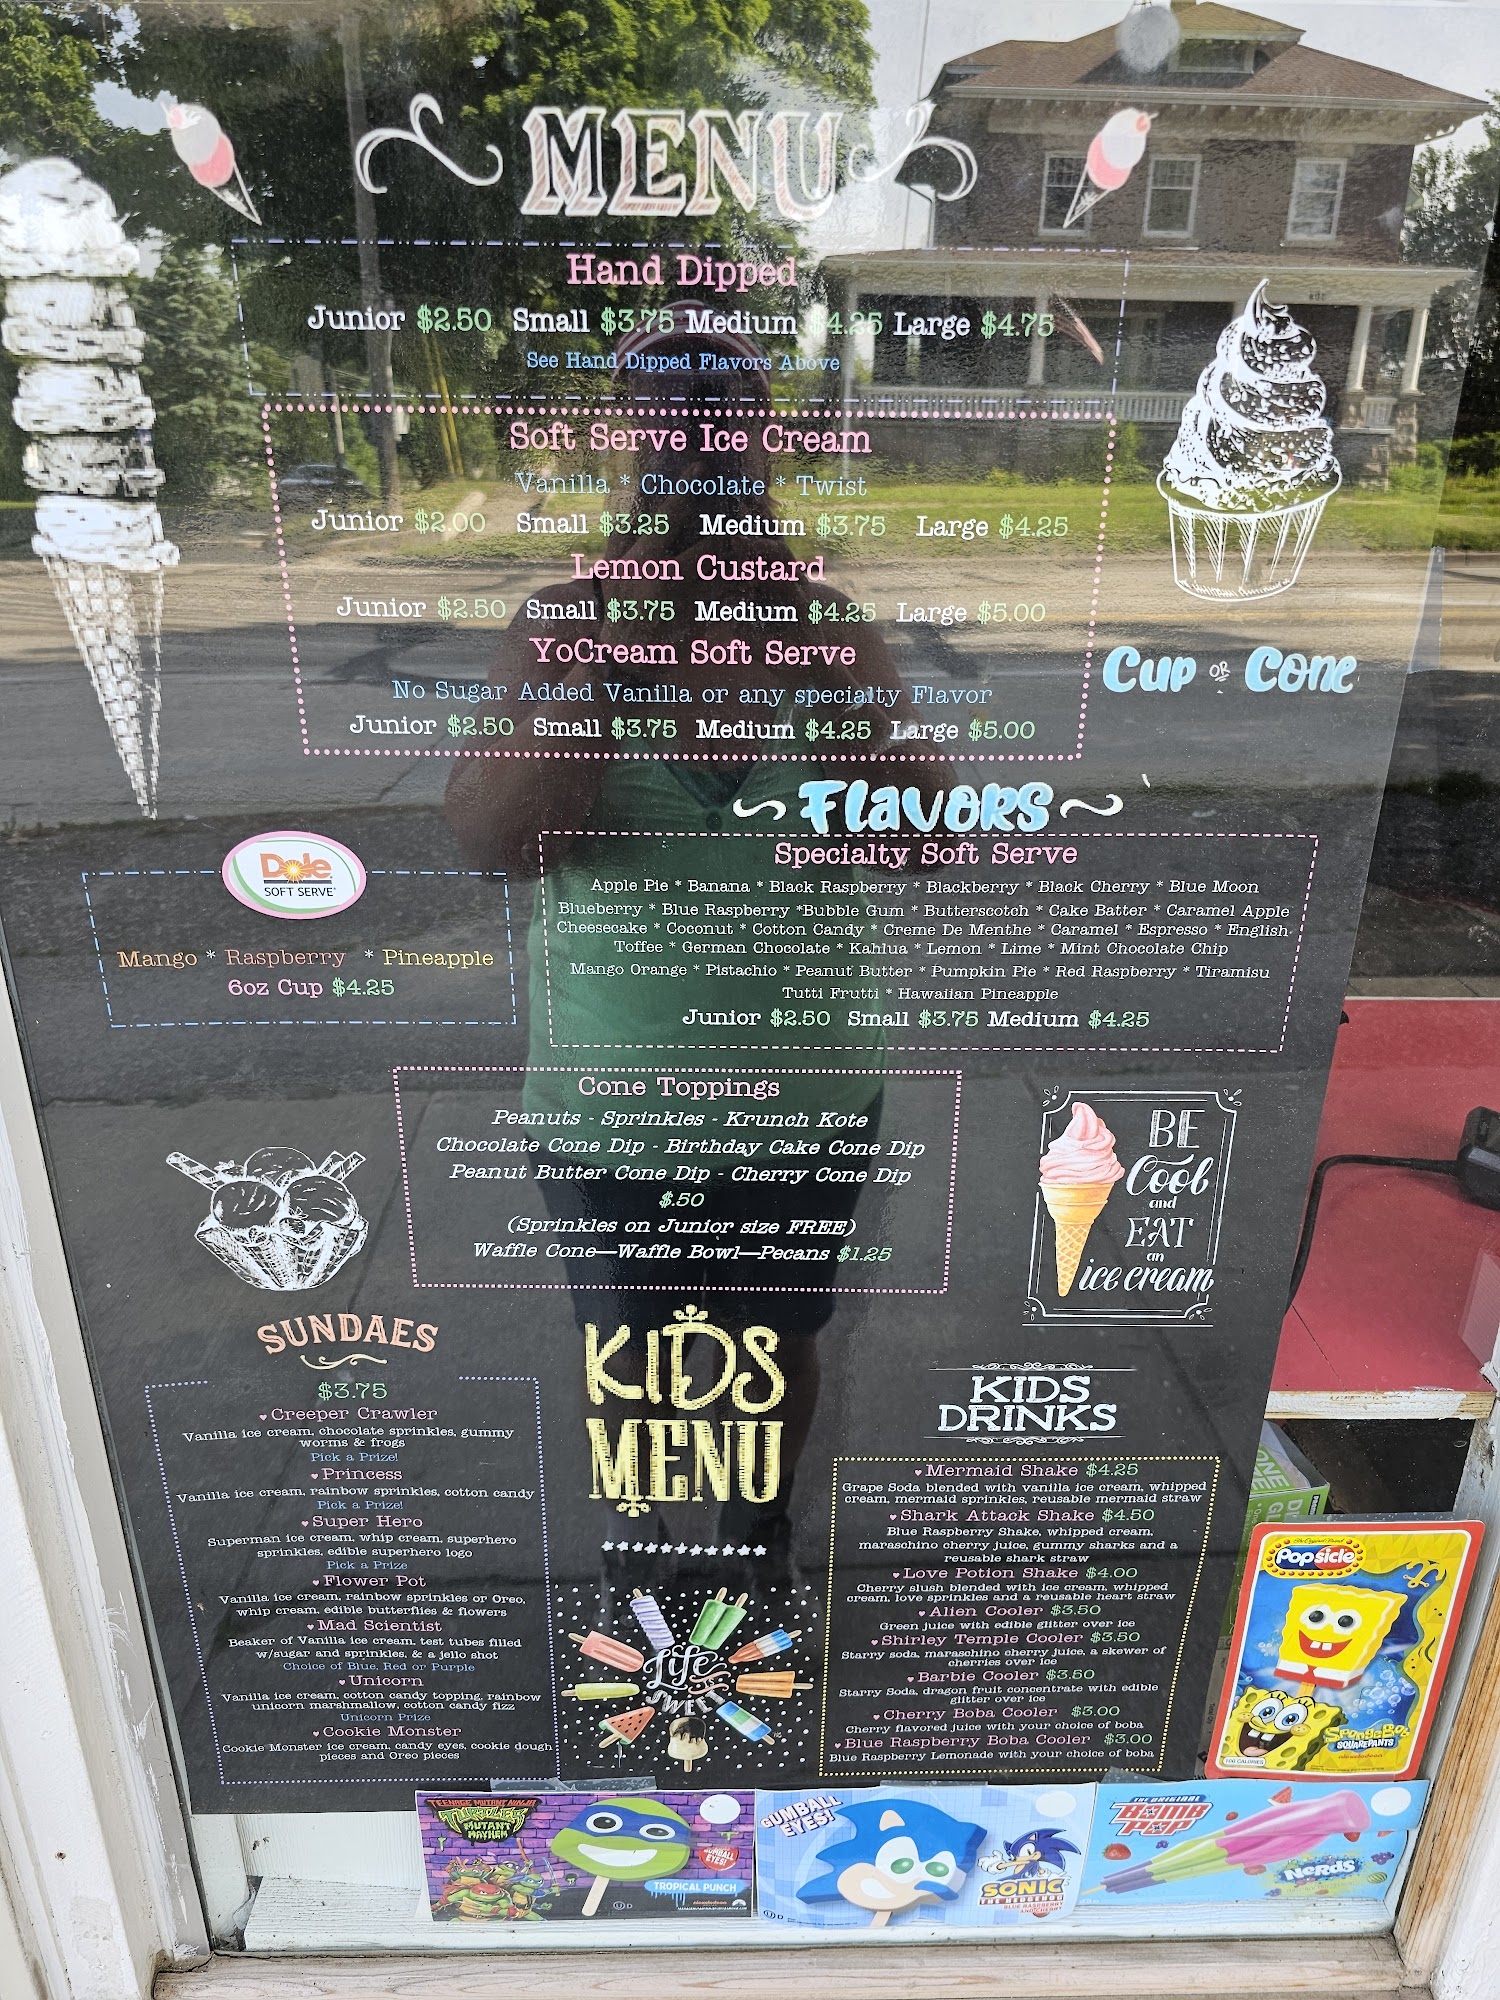 MENU
Hand Dipped
Junior $2.50 Small $3.75 Medium $4.25 Large $4.75
See Hand Dipped Flavors Above
Soft Serve Ice Cream
Vanilla * Chocolate * Twist
Junior $2.00 Small $3.25 Medium $3.75 Large $4.25
Lemon Custard
Junior $2.50 Small $3.75 Medium $4.25 Large $5.00
YoCream Soft Serve
No Sugar Added Vanilla or any specialty Flavor
Junior $2.50 Small $3.75 Medium $4.25 Large $5.00
Cup OR Cone
Dole
SOFT SERVE
Mango * Raspberry * Pineapple
6oz Cup $4.25
Flavors
Specialty Soft Serve
Apple Pie * Banana * Black Raspberry * Blackberry * Black Cherry * Blue Moon
Blueberry * Blue Raspberry *Bubble Gum * Butterscotch * Cake Batter * Caramel Apple
Cheesecake * Coconut * Cotton Candy * Creme De Menthe * Caramel * Espresso * English
Toffee * German Chocolate * Kahlua * Lemon * Lime * Mint Chocolate Chip
Mango Orange * Pistachio * Peanut Butter * Pumpkin Pie * Red Raspberry * Tiramisu
Tutti Frutti * Hawaiian Pineapple
Junior $2.50 Small $3.75 Medium $4.25
Cone Toppings
Peanuts - Sprinkles - Krunch Kote
Chocolate Cone Dip - Birthday Cake Cone Dip
Peanut Butter Cone Dip - Cherry Cone Dip
$.50
(Sprinkles on Junior size FREE)
Waffle Cone—Waffle Bowl—Pecans $1.25
BE
Cool
and
EAT
an
ice cream
SUNDAES
$3.75
Creeper Crawler
Vanilla ice cream, chocolate sprinkles, gummy
worms & frogs
Pick a Prize!
Princess
Vanilla ice cream, rainbow sprinkles, cotton candy
Pick a Prize!
Super Hero
Superman ice cream, whip cream, superhero
sprinkles, edible superhero logo
Pick a Prize
Flower Pot
Vanilla ice cream, rainbow sprinkles or Oreo,
whip cream, edible butterflies & flowers
Mad Scientist
Beaker of Vanilla ice cream, test tubes filled
w/sugar and sprinkles, & a jello shot
Choice of Blue, Red or Purple
Unicorn
Vanilla ice cream, cotton candy topping, rainbow
unicorn marshmallow, cotton candy fizz
Unicorn Prize
Cookie Monster
Cookie Monster ice cream, candy eyes, cookie dough
pieces and Oreo pieces
KIDS
MENU
Life
is
SWEET
KIDS
DRINKS
Mermaid Shake $4.25
Grape Soda blended with vanilla ice cream, whipped
cream, mermaid sprinkles, reusable mermaid straw
Shark Attack Shake $4.50
Blue Raspberry Shake, whipped cream,
maraschino cherry juice, gummy sharks and a
reusable shark straw
Love Potion Shake $4.00
Cherry slush blended with ice cream, whipped
cream, love sprinkles and a reusable heart straw
Alien Cooler $3.50
Green juice with edible glitter over ice
Shirley Temple Cooler $3.50
Starry soda, maraschino cherry juice, a skewer of
cherries over ice
Barbie Cooler $3.50
Starry Soda, dragon fruit concentrate with edible
glitter over ice
Cherry Boba Cooler $3.00
Cherry flavored juice with your choice of boba
Blue Raspberry Boba Cooler $3.00
Blue Raspberry Lemonade with your choice of boba
Popsicle
SpongeBob
SQUAREPANTS
nickelodeon
TEENAGE MUTANT NINJA
TURTLES
MUTANT
MAYHEM
GUMBALL
EYES!
TROPICAL PUNCH
nickelodeon
GUMBALL
EYES!
SONIC
THE HEDGEHOG
BLUE RASPBERRY
AND CHERRY
THE ORIGINAL
BOMB
POP
NERDS